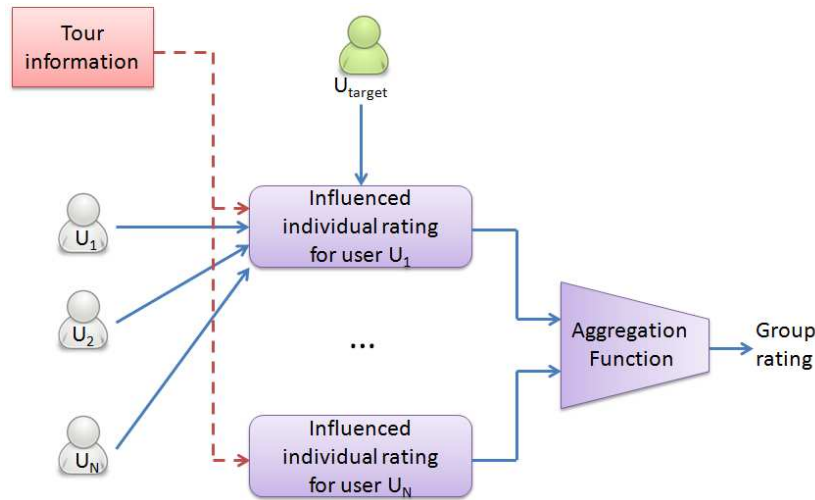 Tour
information
U_target
Influenced
individual rating
for user U_1
U_1
U_2
...
Aggregation
Function
Group
rating
U_N
Influenced
individual rating
for user U_N